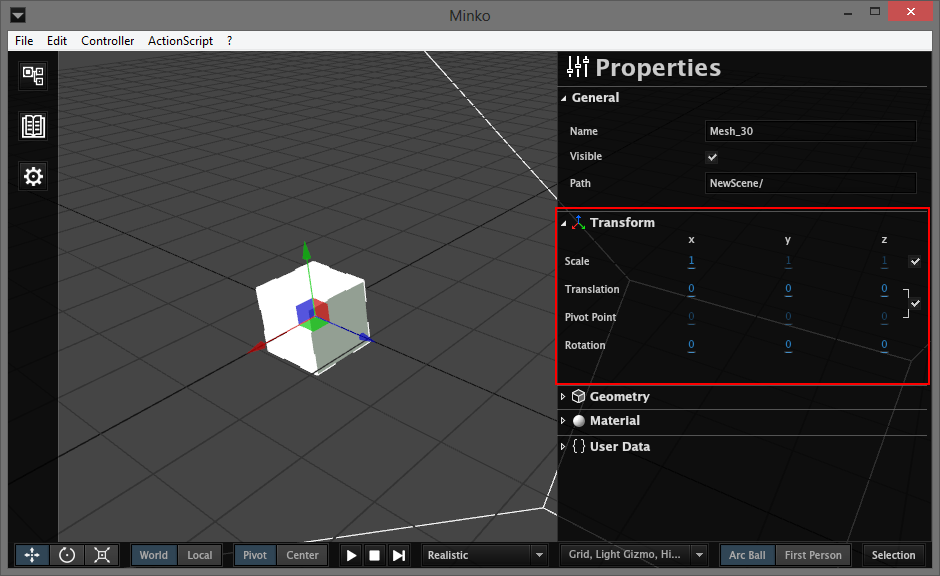 Minko
File Edit Controller ActionScript ?
Properties
General
Name Mesh_30
Visible
Path NewScene/
Transform
x y z
Scale 1 1 1
Translation 0 0 0
Pivot Point 0 0 0
Rotation 0 0 0
Geometry
Material
{ } User Data
World Local Pivot Center Realistic Grid, Light Gizmo, Hi... Arc Ball First Person Selection